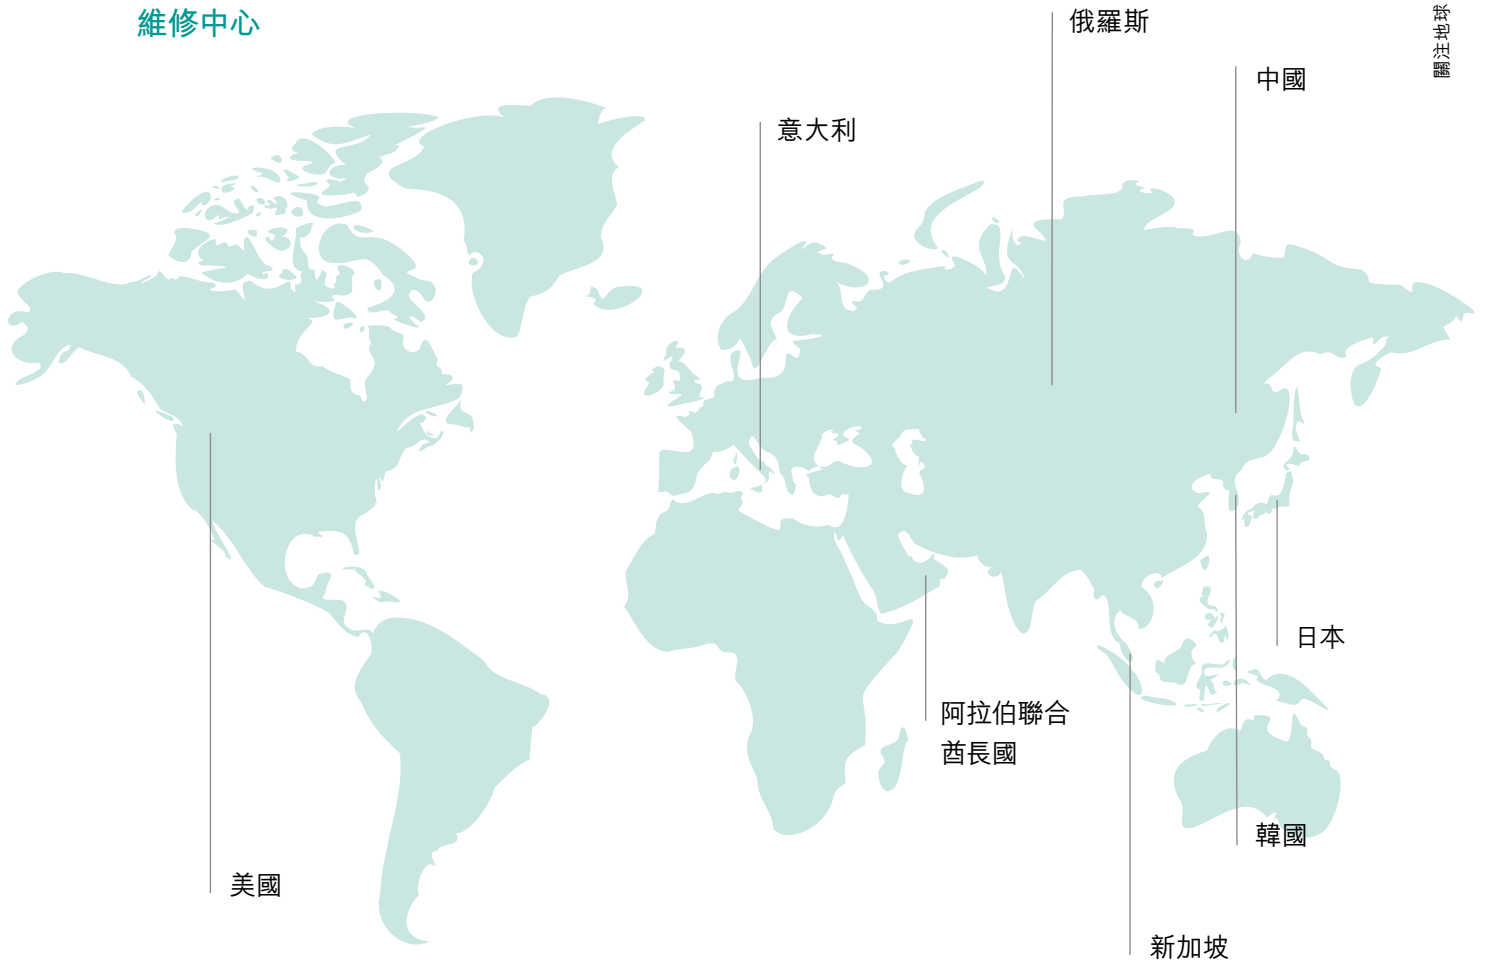 維修中心
俄羅斯
關注地球
中國
意大利
日本
阿拉伯聯合
酋長國
韓國
美國
新加坡